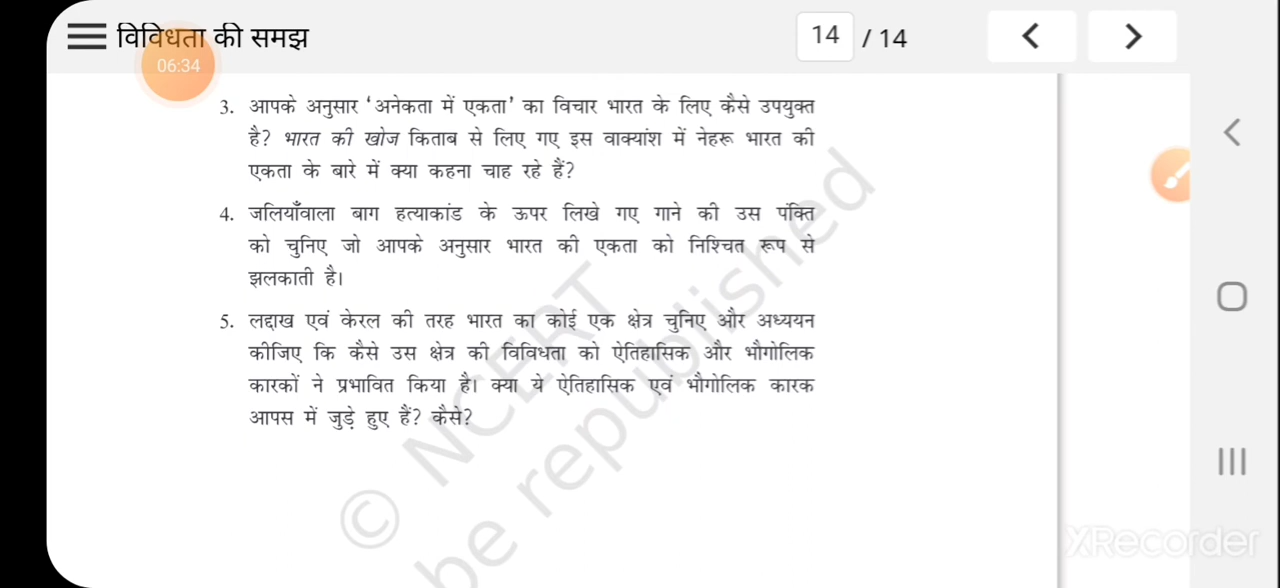 विविधता की समझ
14 / 14
06:34
3. आपके अनुसार ‘अनेकता में एकता’ का विचार भारत के लिए कैसे उपयुक्त
है? भारत की खोज किताब से लिए गए इस वाक्यांश में नेहरू भारत की
एकता के बारे में क्या कहना चाह रहे हैं?
4. जलियाँवाला बाग हत्याकांड के ऊपर लिखे गए गाने की उस पंक्ति
को चुनिए जो आपके अनुसार भारत की एकता को निश्चित रूप से
झलकाती है।
5. लद्दाख एवं केरल की तरह भारत का कोई एक क्षेत्र चुनिए और अध्ययन
कीजिए कि कैसे उस क्षेत्र की विविधता को ऐतिहासिक और भौगोलिक
कारकों ने प्रभावित किया है। क्या ये ऐतिहासिक एवं भौगोलिक कारक
आपस में जुड़े हुए हैं? कैसे?
© NCERT
be republished
XRecorder